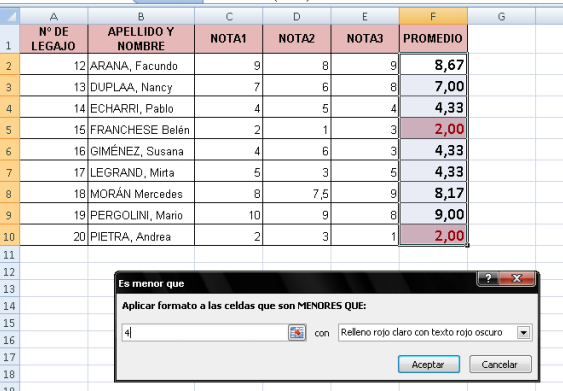 A B C D E F G
1 N° DE LEGAJO APELLIDO Y NOMBRE NOTA1 NOTA2 NOTA3 PROMEDIO
2 12 ARANA, Facundo 9 8 9 8,67
3 13 DUPLAA, Nancy 7 6 8 7,00
4 14 ECHARRI, Pablo 4 5 4 4,33
5 15 FRANCHESE Belén 2 1 3 2,00
6 16 GIMÉNEZ, Susana 4 6 3 4,33
7 17 LEGRAND, Mirta 5 3 5 4,33
8 18 MORÁN Mercedes 8 7,5 9 8,17
9 19 PERGOLINI, Mario 10 9 8 9,00
10 20 PIETRA, Andrea 2 3 1 2,00
11
12
Es menor que
13
Aplicar formato a las celdas que son MENORES QUE:
14
15
4 con Relleno rojo claro con texto rojo oscuro
16
17
Aceptar Cancelar
18